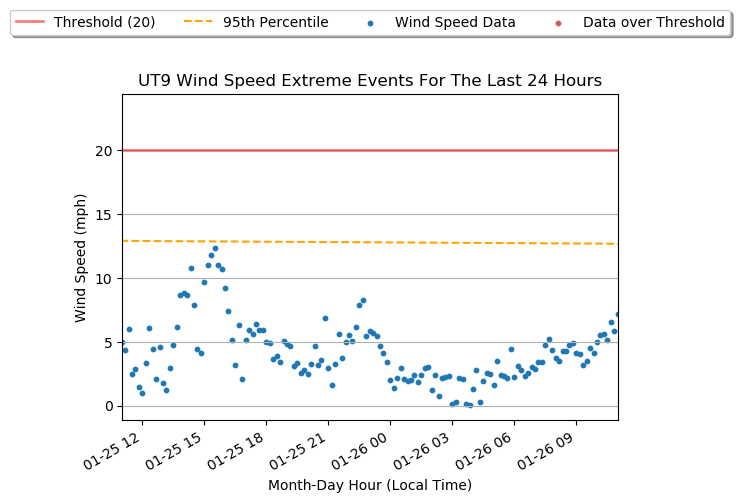 Threshold (20) 95th Percentile Wind Speed Data Data over Threshold
UT9 Wind Speed Extreme Events For The Last 24 Hours
Wind Speed (mph)
20
15
10
5
0
01-25 12 01-25 15 01-25 18 01-25 21 01-26 00 01-26 03 01-26 06 01-26 09
Month-Day Hour (Local Time)